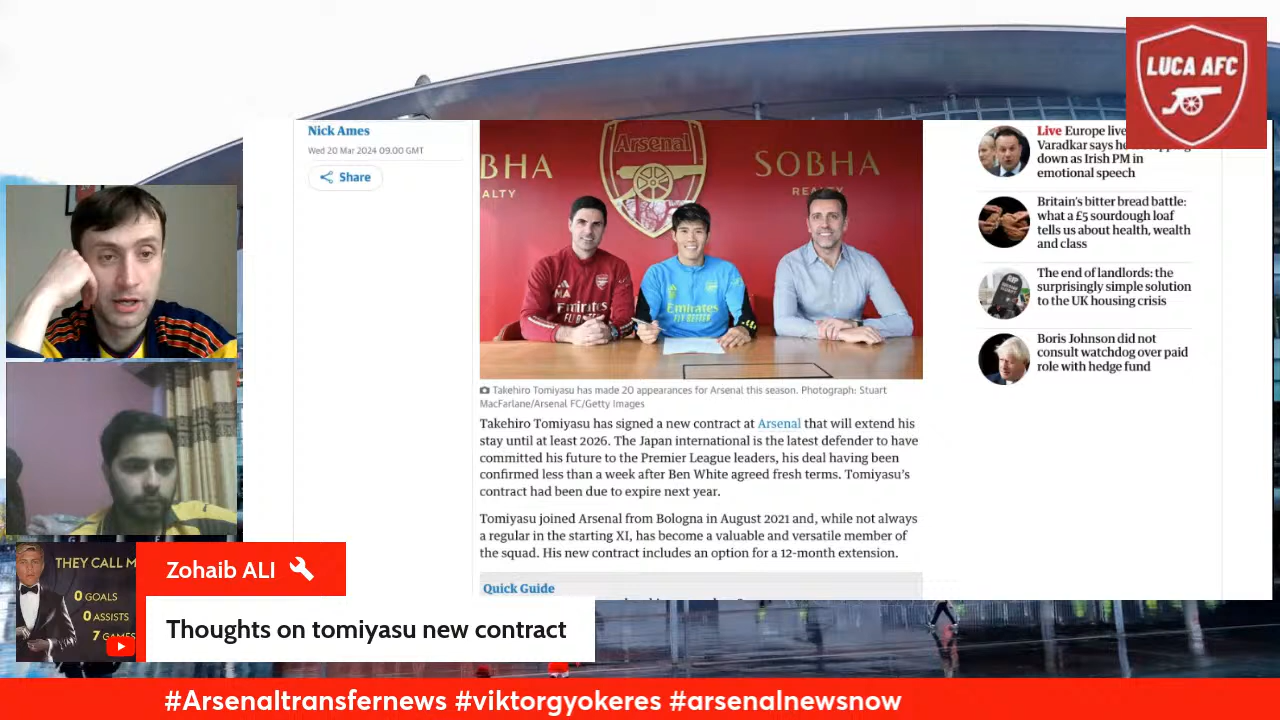 LUCA AFC
Nick Ames
Wed 20 Mar 2024 09.00 GMT
Share
Arsenal
SOBHA
REALTY
MA
Emirates
FLY BETTER
Emirates
FLY BETTER
Takehiro Tomiyasu has made 20 appearances for Arsenal this season. Photograph: Stuart
MacFarlane/Arsenal FC/Getty Images
Takehiro Tomiyasu has signed a new contract at Arsenal that will extend his
stay until at least 2026. The Japan international is the latest defender to have
committed his future to the Premier League leaders, his deal having been
confirmed less than a week after Ben White agreed fresh terms. Tomiyasu's
contract had been due to expire next year.
Tomiyasu joined Arsenal from Bologna in August 2021 and, while not always
a regular in the starting XI, has become a valuable and versatile member of
the squad. His new contract includes an option for a 12-month extension.
Quick Guide
Live Europe live
Varadkar says
down as Irish PM in
emotional speech
Britain's bitter bread battle:
what a £5 sourdough loaf
tells us about health, wealth
and class
The end of landlords: the
surprisingly simple solution
to the UK housing crisis
Boris Johnson did not
consult watchdog over paid
role with hedge fund
THEY CALL M
0 GOALS
0 ASSISTS
7 GAMES
Zohaib ALI
Thoughts on tomiyasu new contract
#Arsenaltransfernews #viktorgyokeres #arsenalnewsnow